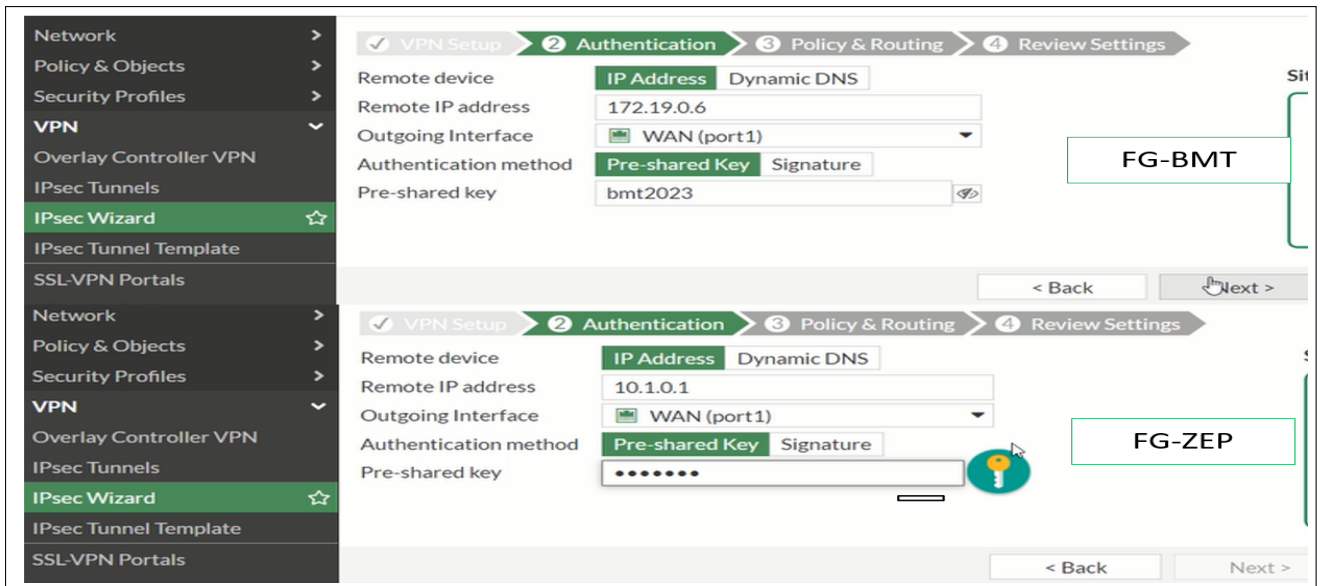 Network
Policy & Objects
Security Profiles
VPN
Overlay Controller VPN
IPsec Tunnels
IPsec Wizard
IPsec Tunnel Template
SSL-VPN Portals
VPN Setup 2 Authentication 3 Policy & Routing 4 Review Settings
Remote device IP Address Dynamic DNS
Remote IP address 172.19.0.6
Outgoing Interface WAN (port1)
Authentication method Pre-shared Key Signature
Pre-shared key bmt2023
FG-BMT
< Back Next >
Network
Policy & Objects
Security Profiles
VPN
Overlay Controller VPN
IPsec Tunnels
IPsec Wizard
IPsec Tunnel Template
SSL-VPN Portals
VPN Setup 2 Authentication 3 Policy & Routing 4 Review Settings
Remote device IP Address Dynamic DNS
Remote IP address 10.1.0.1
Outgoing Interface WAN (port1)
Authentication method Pre-shared Key Signature
Pre-shared key •••••••
FG-ZEP
< Back Next >